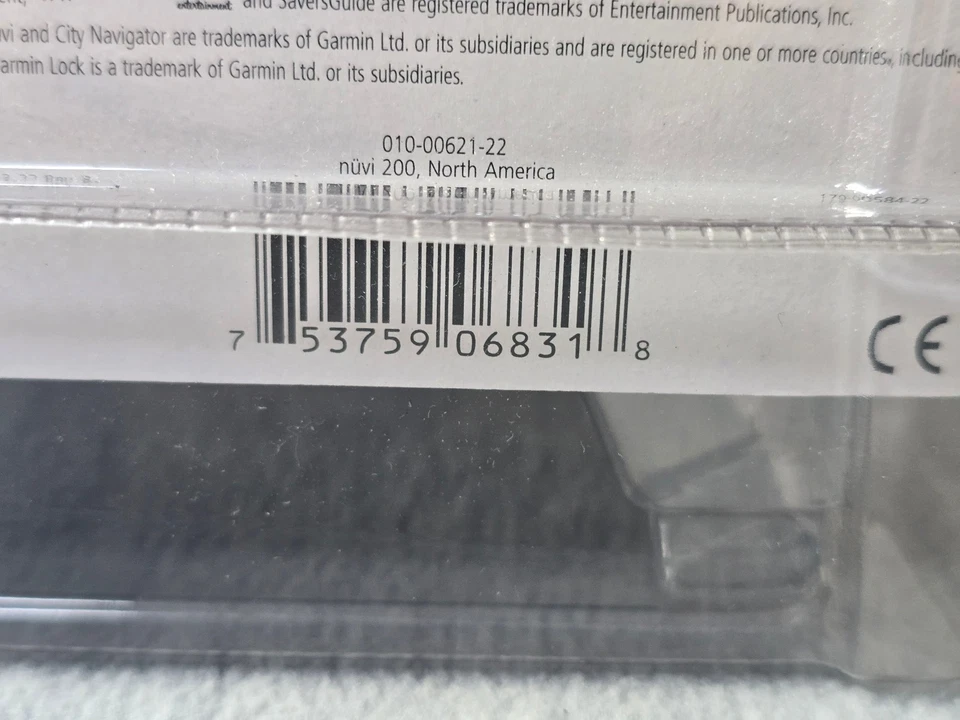 entertainment. and SaversGuide are registered trademarks of Entertainment Publications, Inc.
vi and City Navigator are trademarks of Garmin Ltd. or its subsidiaries and are registered in one or more countries, including
armin Lock is a trademark of Garmin Ltd. or its subsidiaries.
010-00621-22
nüvi 200, North America
7 53759 06831 8
CE